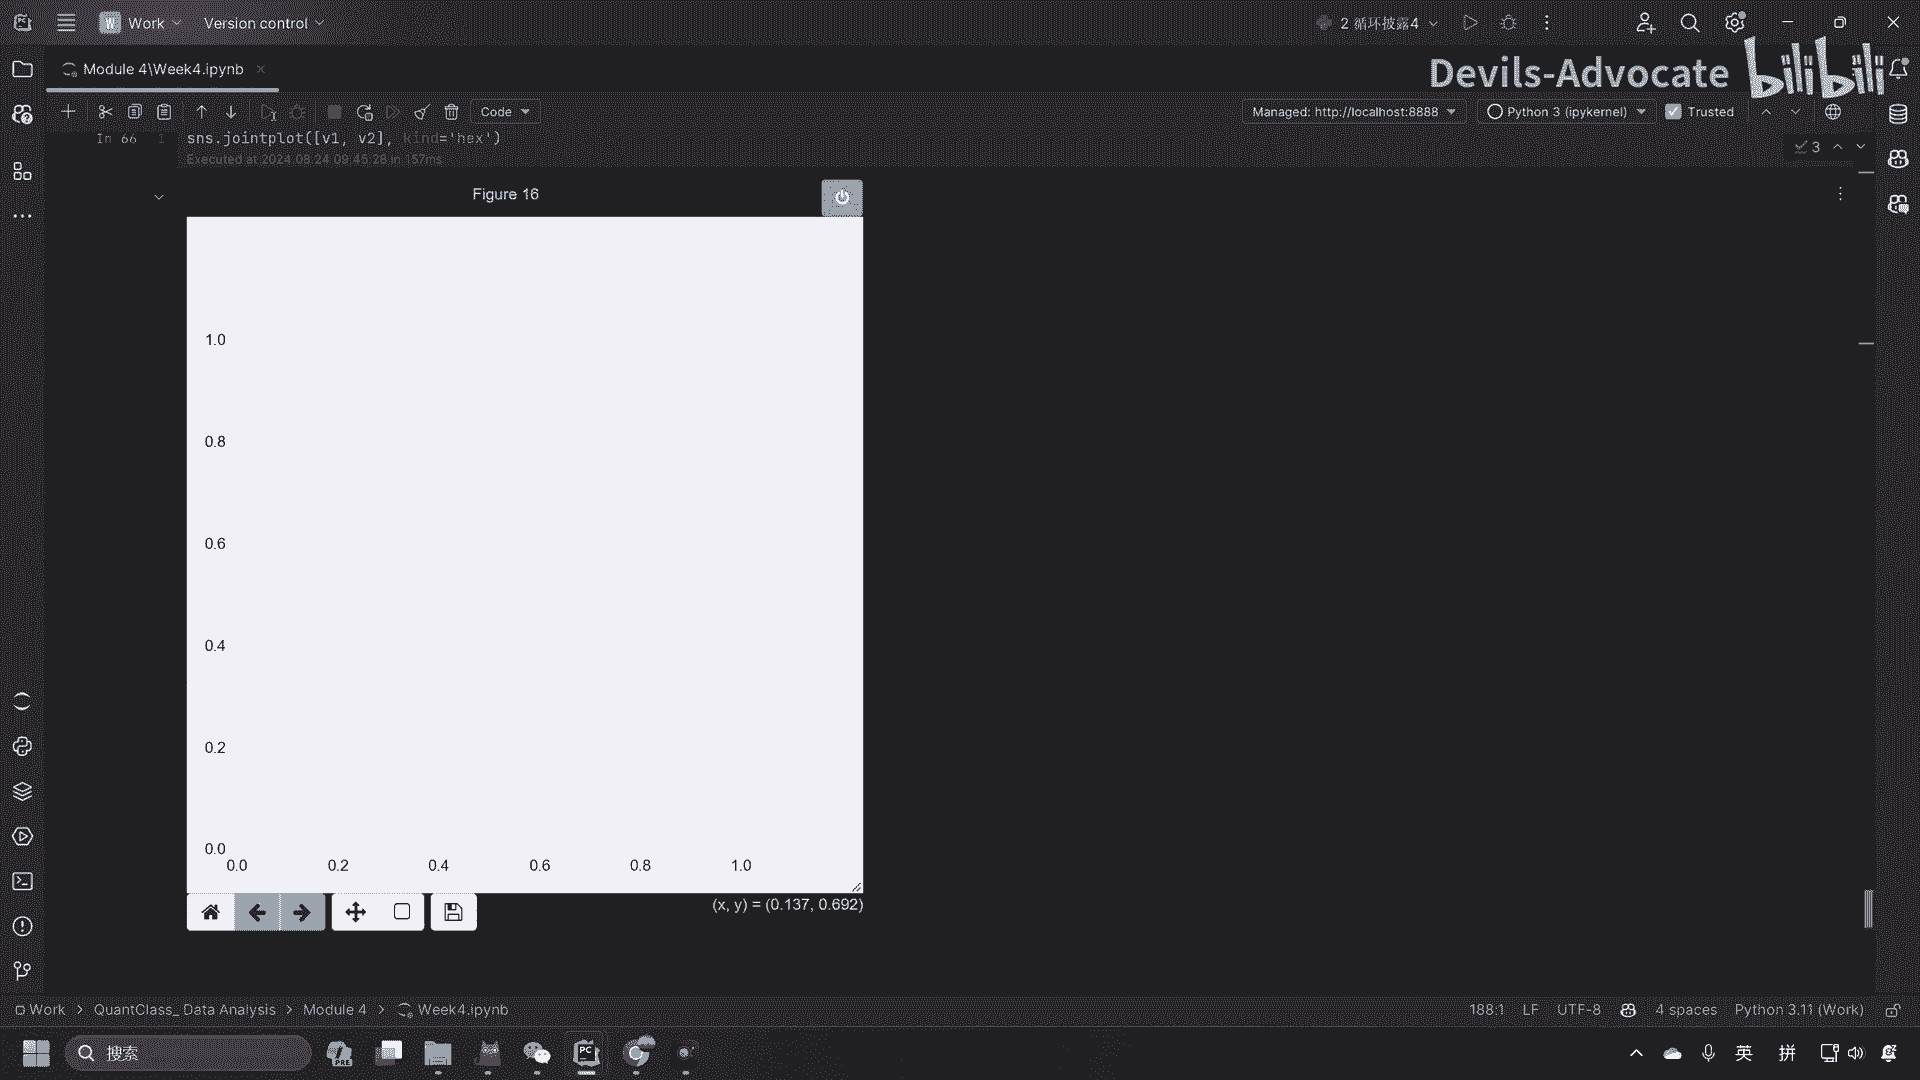 W Work
Version control
2 循环披露4
Module 4\Week4.ipynb
Devils-Advocate
bilibili
Code
Managed: http://localhost:8888
Python 3 (ipykernel)
Trusted
In 66
1
sns.jointplot([v1, v2], kind='hex')
Executed at 2024.08.24 09:45:28 in 157ms
3
Figure 16
1.0
0.8
0.6
0.4
0.2
0.0
0.0 0.2 0.4 0.6 0.8 1.0
(x, y) = (0.137, 0.692)
Work > QuantClass_ Data Analysis > Module 4 > Week4.ipynb
188:1 LF UTF-8 4 spaces Python 3.11 (Work)
搜索
PRE
PC
英
拼